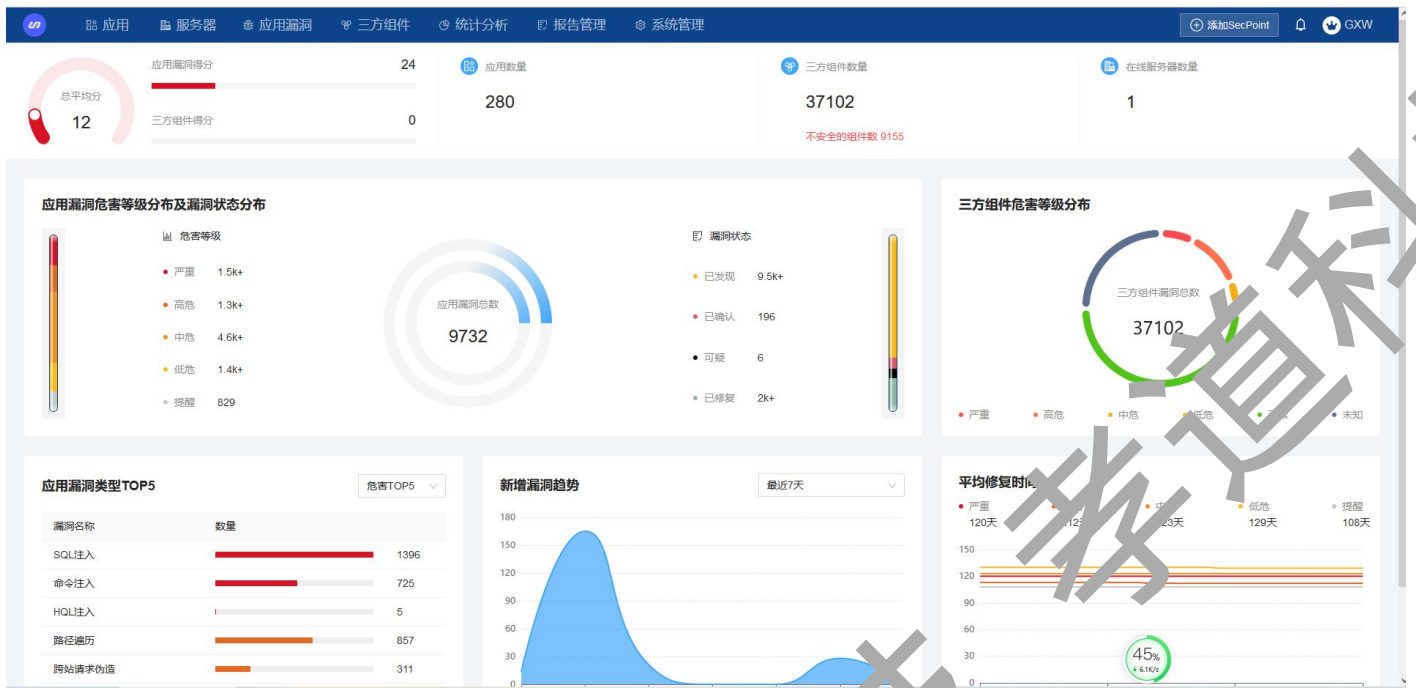 应用 服务器 应用漏洞 三方组件 统计分析 报告管理 系统管理 添加SecPoint GXW
总平均分
12
应用漏洞得分 24
三方组件得分 0
应用数量
280
三方组件数量
37102
不安全的组件数 9155
在线服务器数量
1
应用漏洞危害等级分布及漏洞状态分布
危害等级
严重 1.5k+
高危 1.3k+
中危 4.6k+
低危 1.4k+
提醒 829
应用漏洞总数
9732
漏洞状态
已发现 9.5k+
已确认 196
可疑 6
已修复 2k+
三方组件危害等级分布
三方组件漏洞总数
37102
严重 高危 中危 低危 未知
应用漏洞类型TOP5
危害TOP5
漏洞名称 数量
SQL注入 1396
命令注入 725
HQL注入 5
路径遍历 857
跨站请求伪造 311
新增漏洞趋势
最近7天
180
150
120
90
60
30
0
平均修复时间
严重 低危 提醒
120天 129天 108天
150
120
90
60
30
0
45%
6.1K/s
孝道科